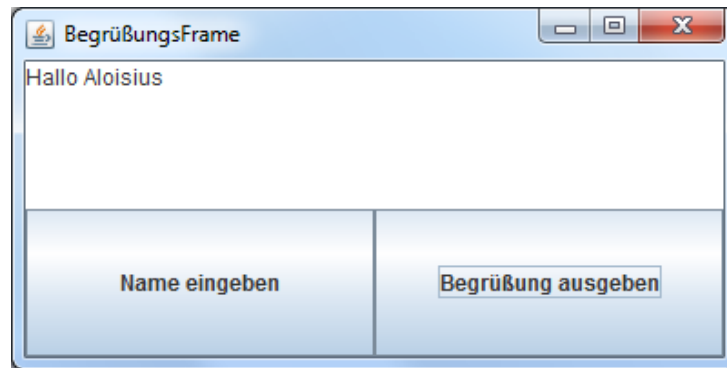 BegrüßungsFrame
Hallo Aloisius
Name eingeben
Begrüßung ausgeben